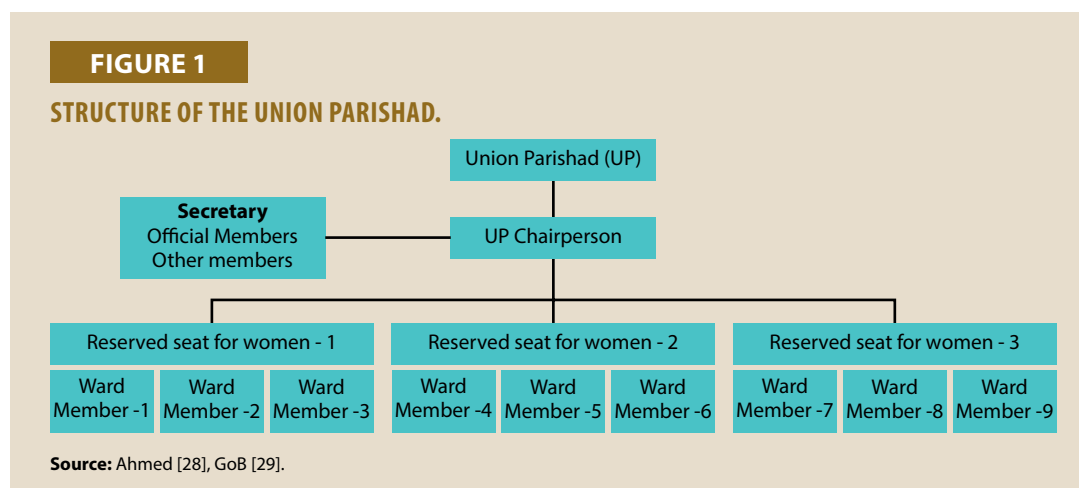 FIGURE 1
STRUCTURE OF THE UNION PARISHAD.
Union Parishad (UP)
Secretary
Official Members
Other members
UP Chairperson
Reserved seat for women - 1
Reserved seat for women - 2
Reserved seat for women - 3
Ward
Member -1
Ward
Member -2
Ward
Member -3
Ward
Member -4
Ward
Member -5
Ward
Member -6
Ward
Member -7
Ward
Member -8
Ward
Member -9
Source: Ahmed [28], GoB [29].